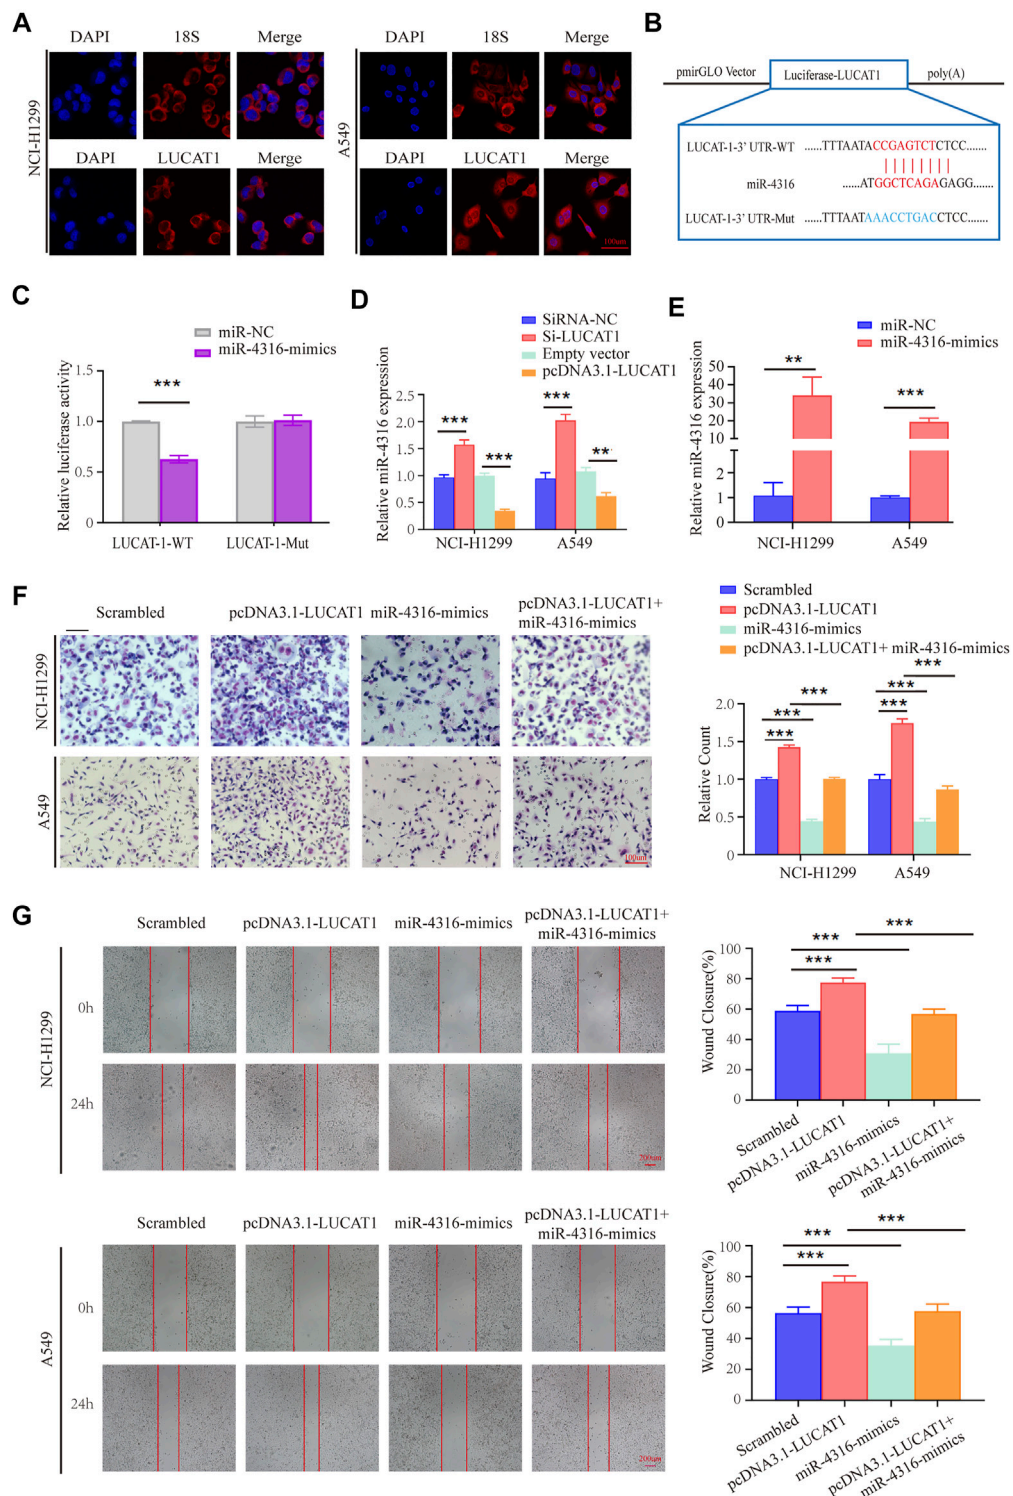 A
DAPI 18S Merge
NCI-H1299
DAPI LUCAT1 Merge
DAPI 18S Merge
A549
DAPI LUCAT1 Merge
100um
B
pmirGLO Vector Luciferase-LUCAT1 poly(A)
LUCAT-1-3' UTR-WT ......TTTAATACCGAGTCTCTCC.......
miR-4316 ......ATGGCTCAGAGAGG.......
LUCAT-1-3' UTR-Mut ......TTTAATAAACCTGACCTCC.......
C
miR-NC
miR-4316-mimics
Relative luciferase activity
1.5
1.0
0.5
0
***
LUCAT-1-WT LUCAT-1-Mut
D
SiRNA-NC
Si-LUCAT1
Empty vector
pcDNA3.1-LUCAT1
Relative miR-4316 expression
2.5
2.0
1.5
1.0
0.5
0.0
*** *** *** **
NCI-H1299 A549
E
miR-NC
miR-4316-mimics
Relative miR-4316 expression
50
40
30
20
10
2
1
0
** ***
NCI-H1299 A549
F
Scrambled pcDNA3.1-LUCAT1 miR-4316-mimics pcDNA3.1-LUCAT1+
miR-4316-mimics
NCI-H1299
A549
100um
Scrambled
pcDNA3.1-LUCAT1
miR-4316-mimics
pcDNA3.1-LUCAT1+ miR-4316-mimics
Relative Count
2.0
1.5
1.0
0.5
0
*** *** *** *** *** ***
NCI-H1299 A549
G
Scrambled pcDNA3.1-LUCAT1 miR-4316-mimics pcDNA3.1-LUCAT1+
miR-4316-mimics
NCI-H1299
0h
24h
200um
Wound Closure(%)
100
80
60
40
20
0
*** *** ***
Scrambled
pcDNA3.1-LUCAT1
miR-4316-mimics
pcDNA3.1-LUCAT1+
miR-4316-mimics
Scrambled pcDNA3.1-LUCAT1 miR-4316-mimics pcDNA3.1-LUCAT1+
miR-4316-mimics
A549
0h
24h
200um
Wound Closure(%)
100
80
60
40
20
0
*** *** ***
Scrambled
pcDNA3.1-LUCAT1
miR-4316-mimics
pcDNA3.1-LUCAT1+
miR-4316-mimics